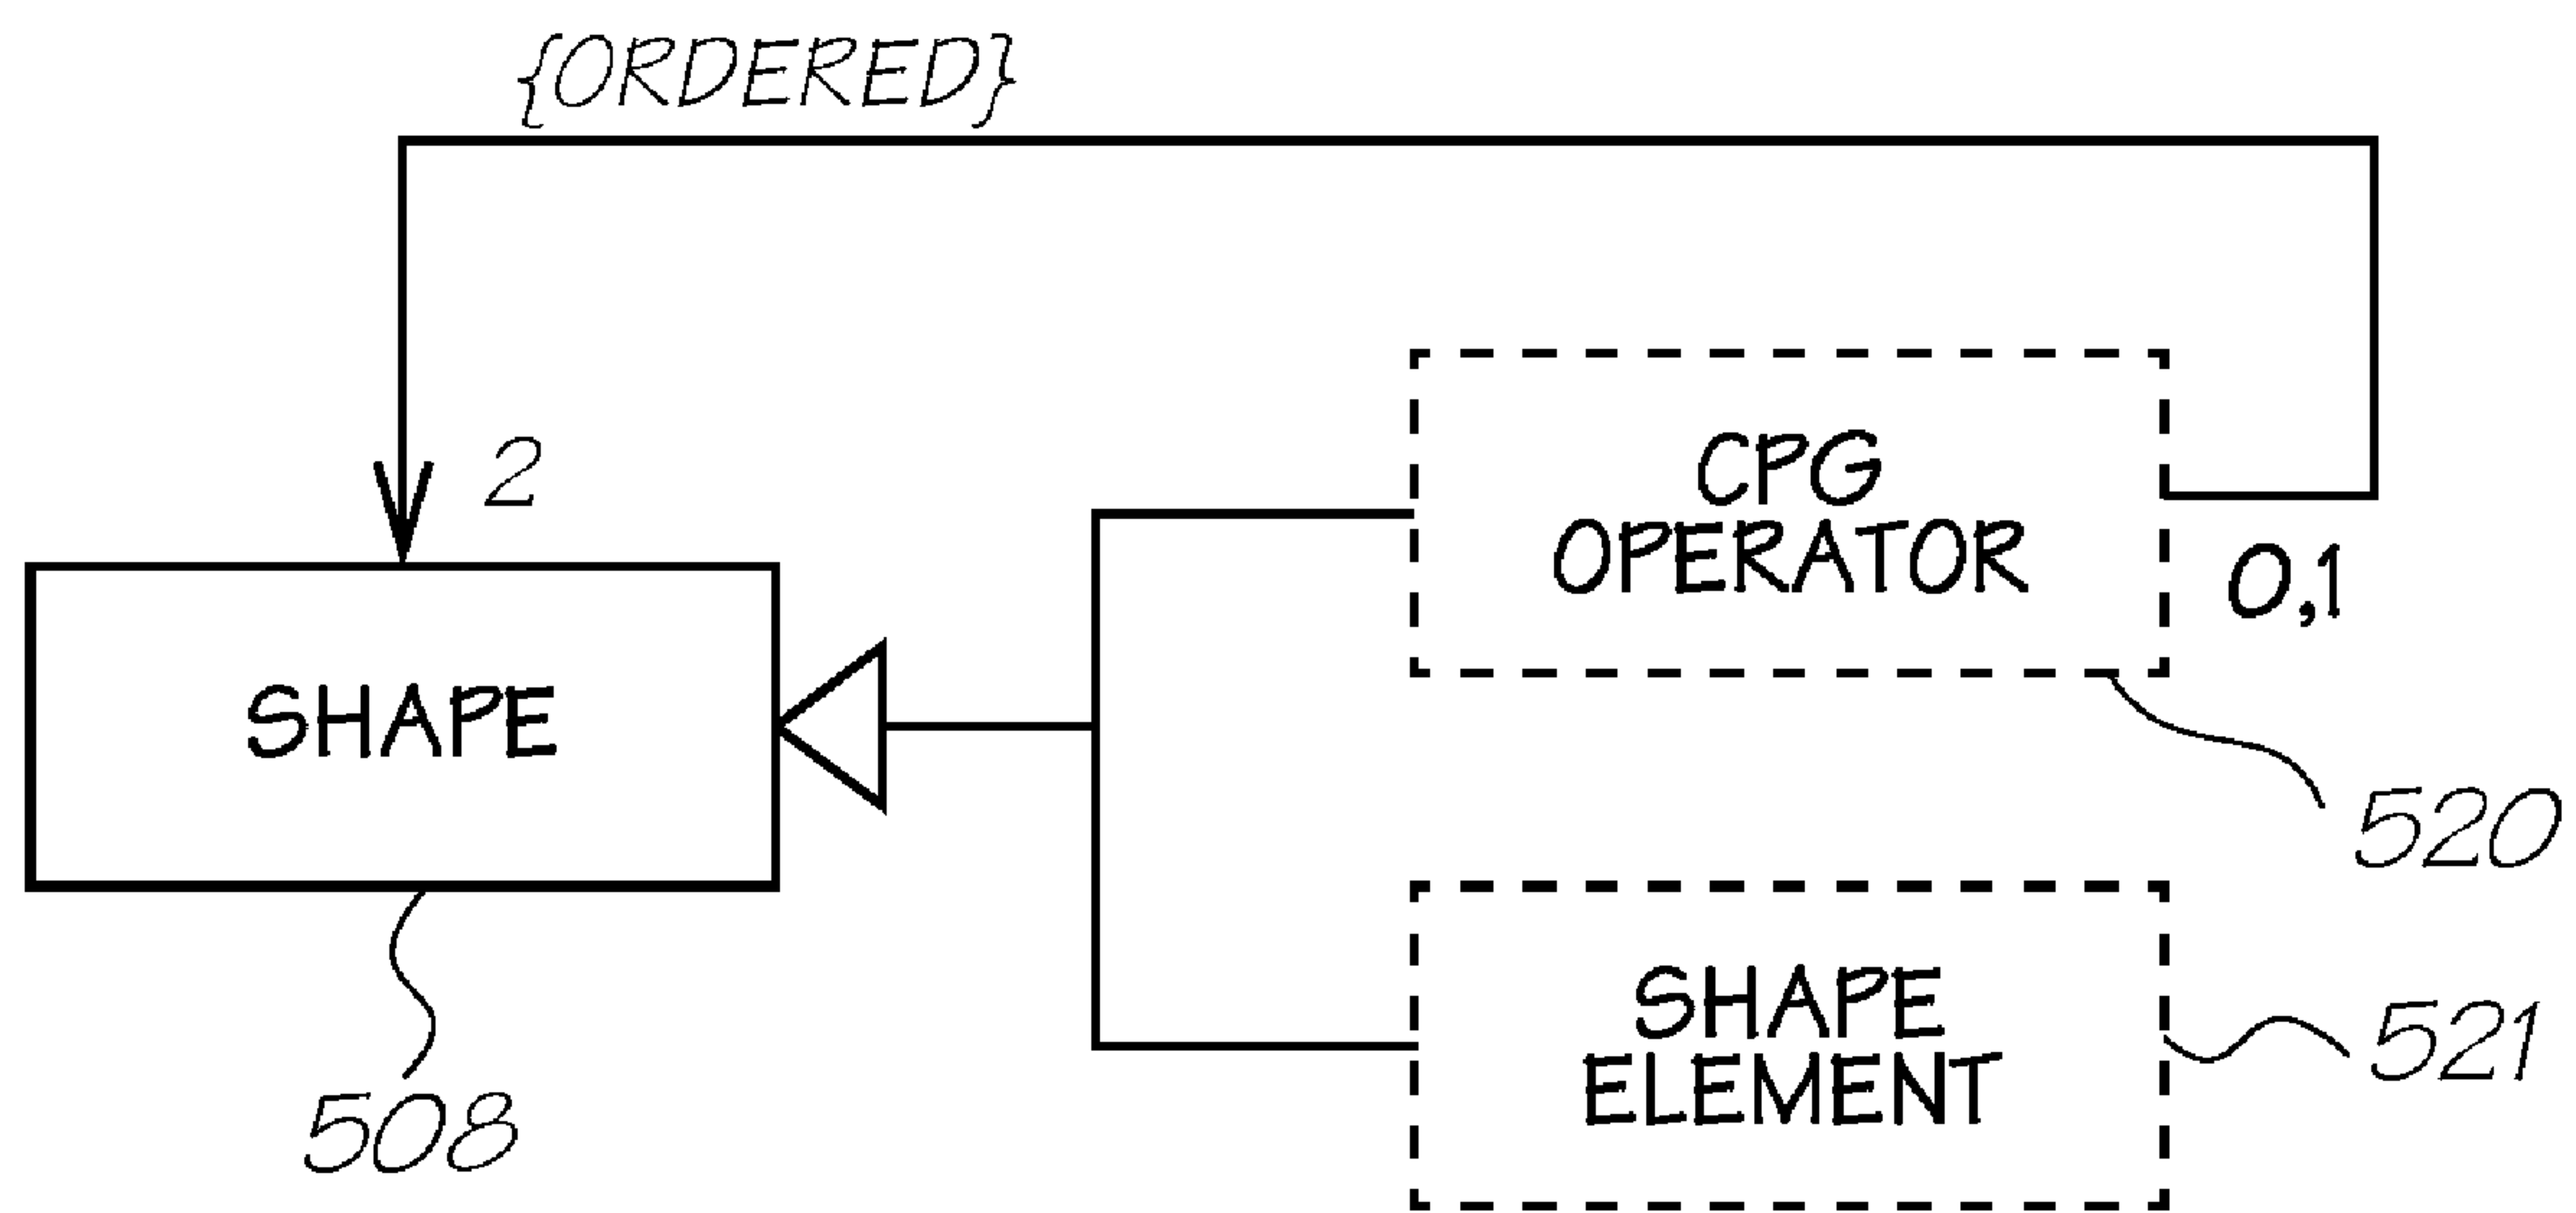 {ORDERED}
2
CPG
OPERATOR
0,1
SHAPE
520
SHAPE
ELEMENT
521
508